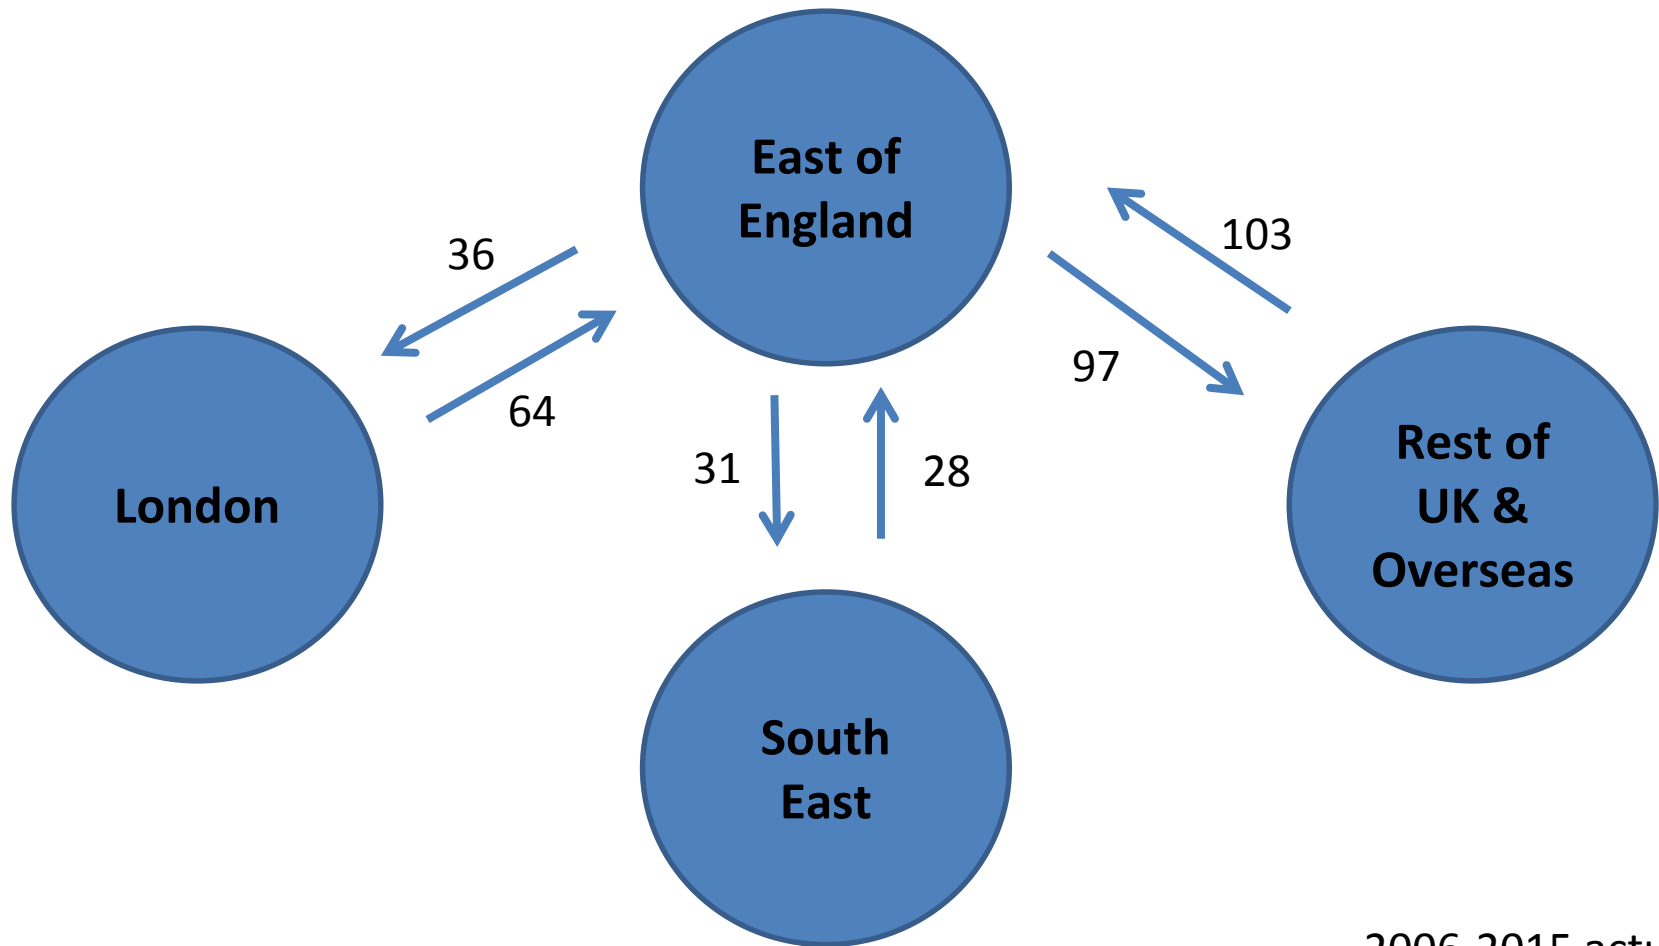 East of
England
36
64
103
97
31
28
London
Rest of
UK &
Overseas
South
East